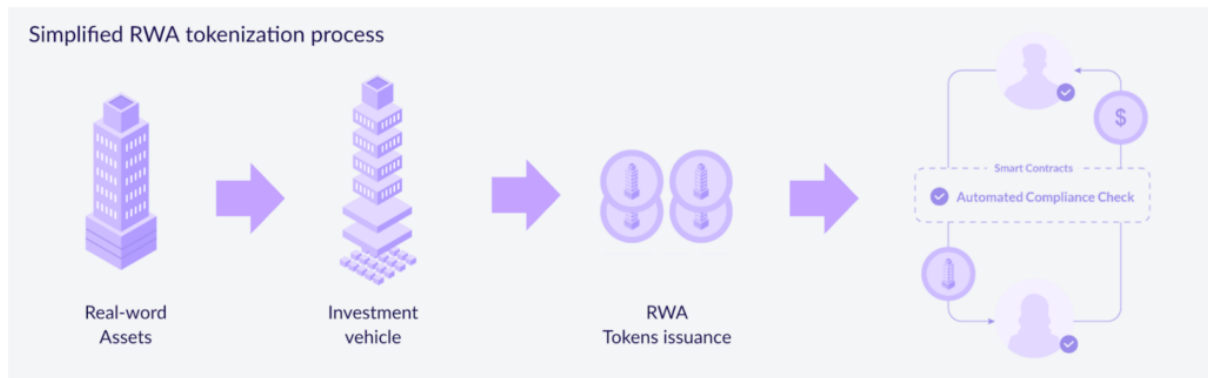 Simplified RWA tokenization process
$
Smart Contracts
Automated Compliance Check
Real-word
Assets
Investment
vehicle
RWA
Tokens issuance